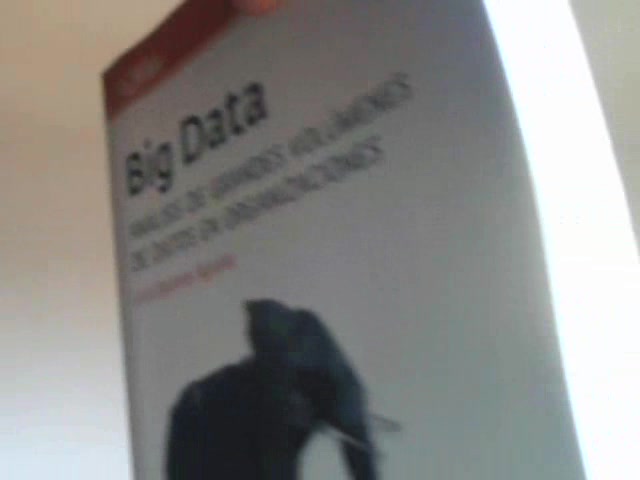 Big Data
ANÁLISIS DE GRANDES VOLÚMENES
DE DATOS EN ORGANIZACIONES